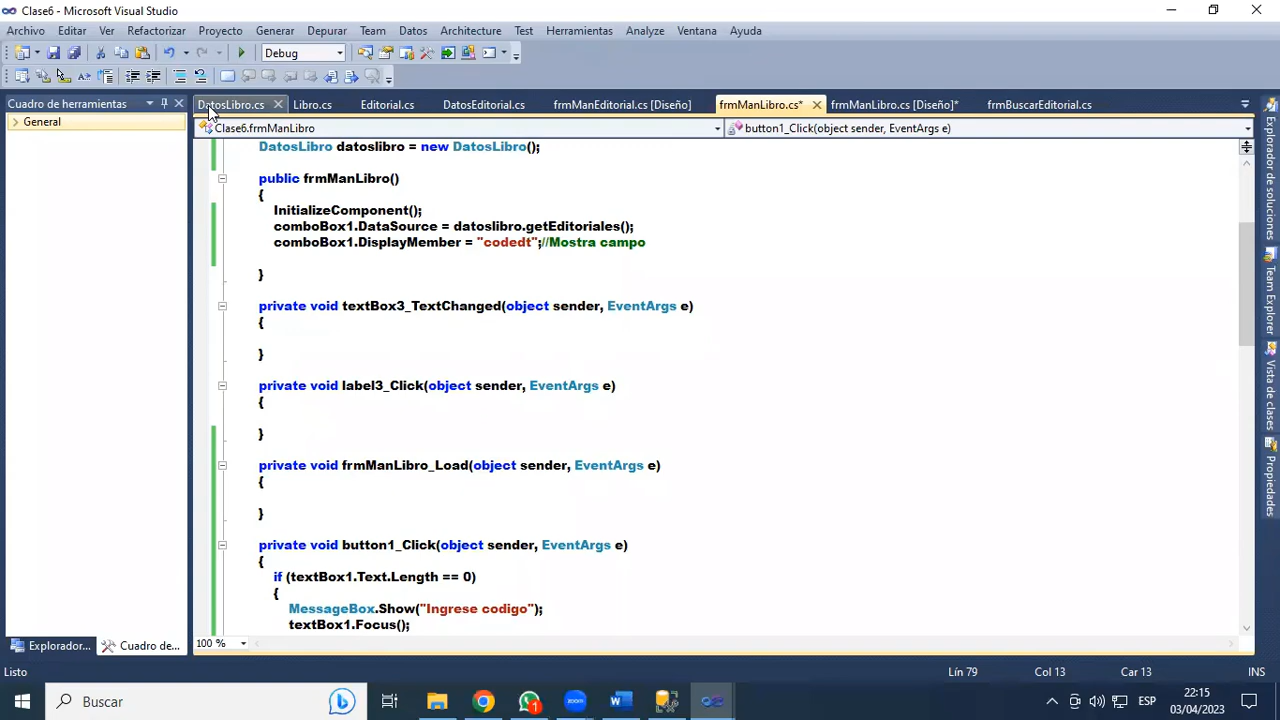 Clase6 - Microsoft Visual Studio
Archivo Editar Ver Refactorizar Proyecto Generar Depurar Team Datos Architecture Test Herramientas Analyze Ventana Ayuda
Debug
Cuadro de herramientas
DatosLibro.cs Libro.cs Editorial.cs DatosEditorial.cs frmManEditorial.cs [Diseño] frmManLibro.cs* frmManLibro.cs [Diseño]* frmBuscarEditorial.cs
General
Clase6.frmManLibro
button1_Click(object sender, EventArgs e)
DatosLibro datoslibro = new DatosLibro();
public frmManLibro()
{
InitializeComponent();
comboBox1.DataSource = datoslibro.getEditoriales();
comboBox1.DisplayMember = "codedt";//Mostra campo
}
private void textBox3_TextChanged(object sender, EventArgs e)
{
}
private void label3_Click(object sender, EventArgs e)
{
}
private void frmManLibro_Load(object sender, EventArgs e)
{
}
private void button1_Click(object sender, EventArgs e)
{
if (textBox1.Text.Length == 0)
{
MessageBox.Show("Ingrese codigo");
textBox1.Focus();
100 %
Explorador de soluciones
Team Explorer
Vista de clases
Propiedades
Explorador... Cuadro de...
Listo
Lín 79 Col 13 Car 13 INS
Buscar
zoom
1
ESP
22:15
03/04/2023